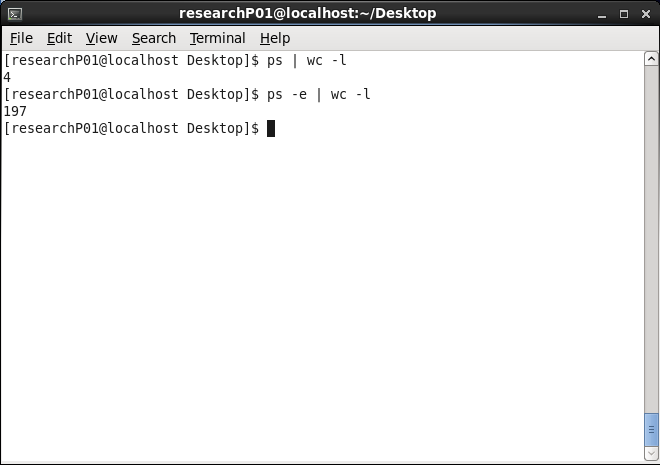 researchP01@localhost:~/Desktop
File Edit View Search Terminal Help
[researchP01@localhost Desktop]$ ps | wc -l
4
[researchP01@localhost Desktop]$ ps -e | wc -l
197
[researchP01@localhost Desktop]$